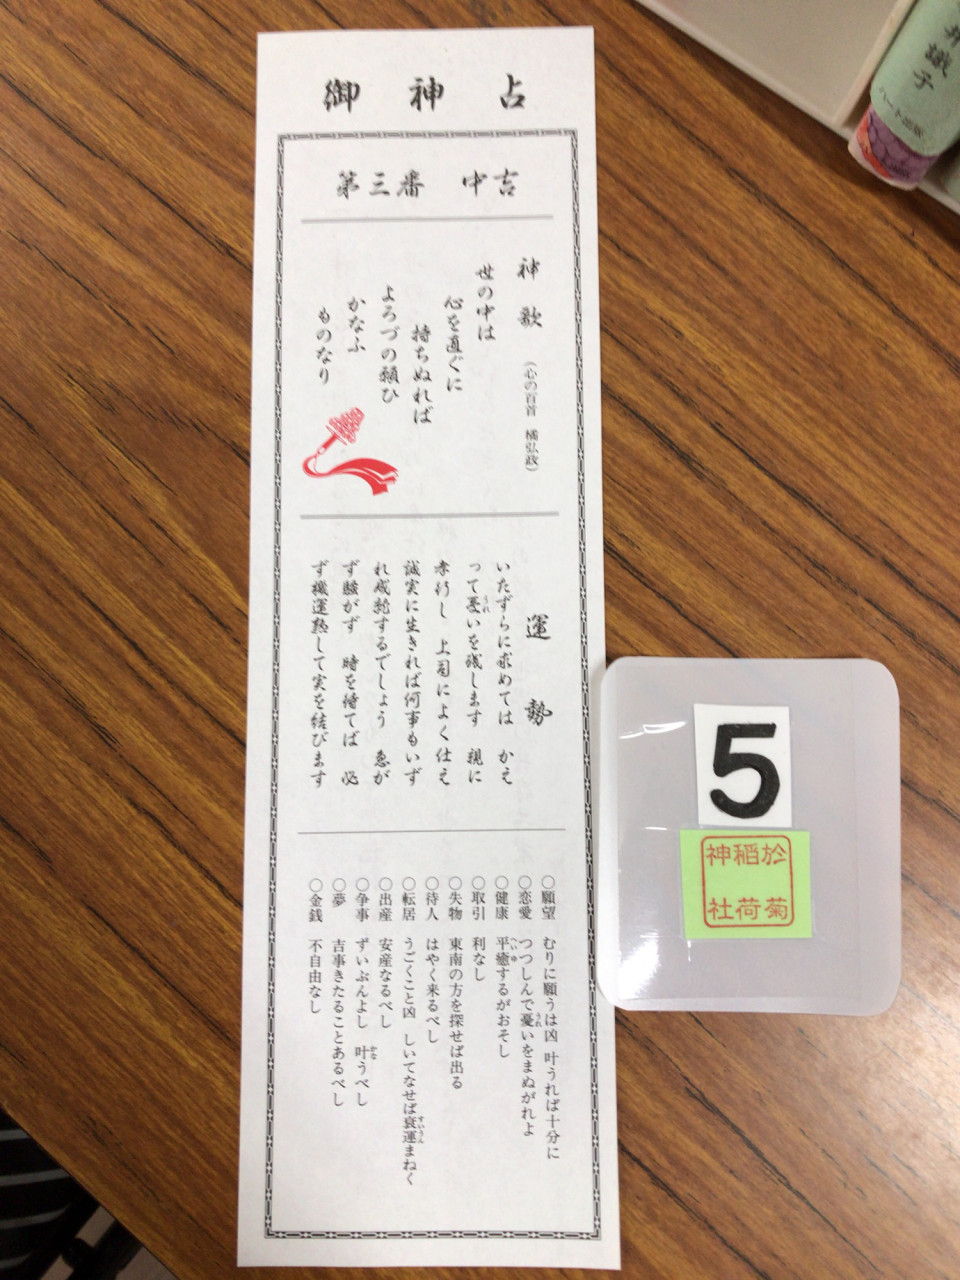 御神占
第三番 中吉
神歌 (心の百首 橘弘政)
世の中は
心を直ぐに
持ちぬれば
よろづの願ひ
かなふ
ものなり
運勢
いたずらに求めては かえ
って憂いを残します 親に
孝行し 上司によく仕え
誠実に生きれば何事もいず
れ成就するでしょう 急が
ず騒がず 時を待てば 必
ず機運熟して実を結びます
○願望 むりに願うは凶 叶うれば十分に
○恋愛 つつしんで憂いをまぬがれよ
○健康 平癒するがおそし
○取引 利なし
○失物 東南の方を探せば出る
○待人 はやく来るべし
○転居 うごくこと凶 しいてなせば衰運まねく
○出産 安産なるべし
○争事 ずいぶんよし 叶うべし
○夢 吉事きたることあるべし
○金銭 不自由なし
5
於菊
稲荷
神社
識子
ハート出版